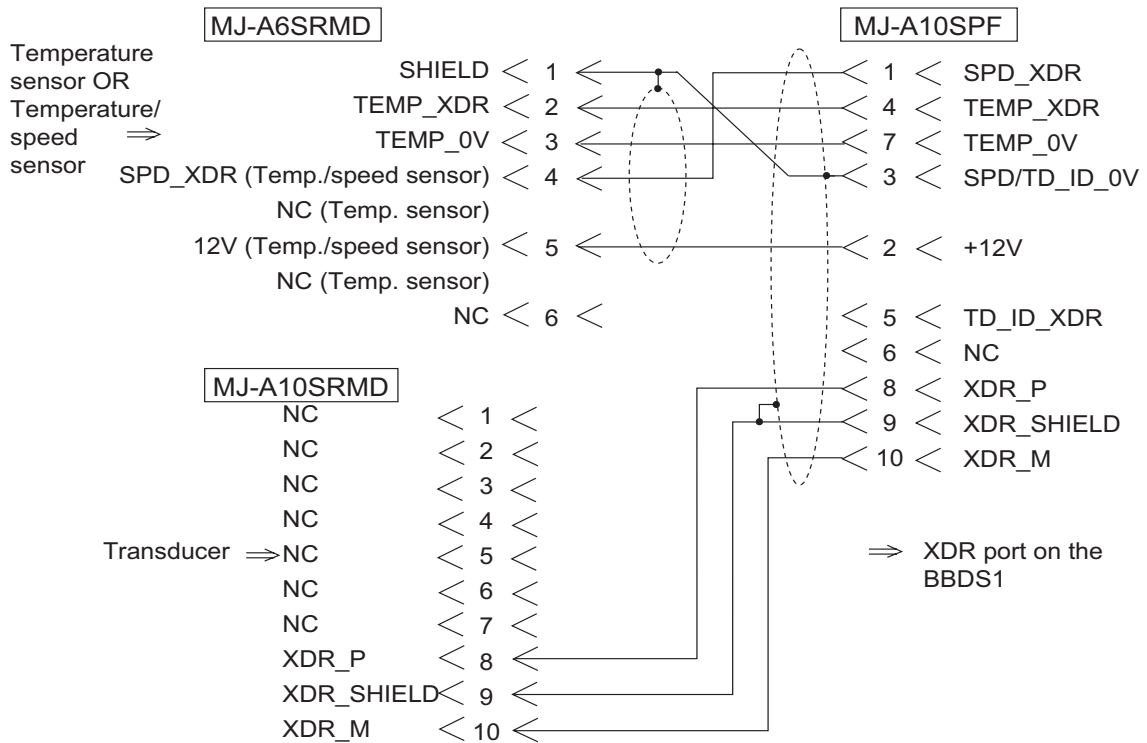 MJ-A6SRMD
MJ-A10SPF
Temperature
sensor OR
Temperature/
speed
sensor
SHIELD 1
TEMP_XDR 2
TEMP_0V 3
SPD_XDR (Temp./speed sensor) 4
NC (Temp. sensor)
12V (Temp./speed sensor) 5
NC (Temp. sensor)
NC 6
1 SPD_XDR
4 TEMP_XDR
7 TEMP_0V
3 SPD/TD_ID_0V
2 +12V
5 TD_ID_XDR
6 NC
8 XDR_P
9 XDR_SHIELD
10 XDR_M
MJ-A10SRMD
NC 1
NC 2
NC 3
NC 4
Transducer NC 5
NC 6
NC 7
XDR_P 8
XDR_SHIELD 9
XDR_M 10
XDR port on the
BBDS1